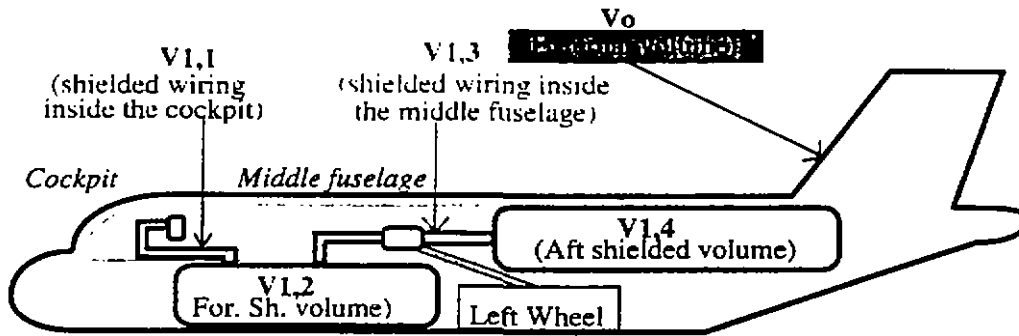 Vo
V1,1
(shielded wiring
inside the cockpit)
V1,3
(shielded wiring inside
the middle fuselage)
Cockpit
Middle fuselage
V1,4
(Aft shielded volume)
V1,2
For. Sh. volume)
Left Wheel